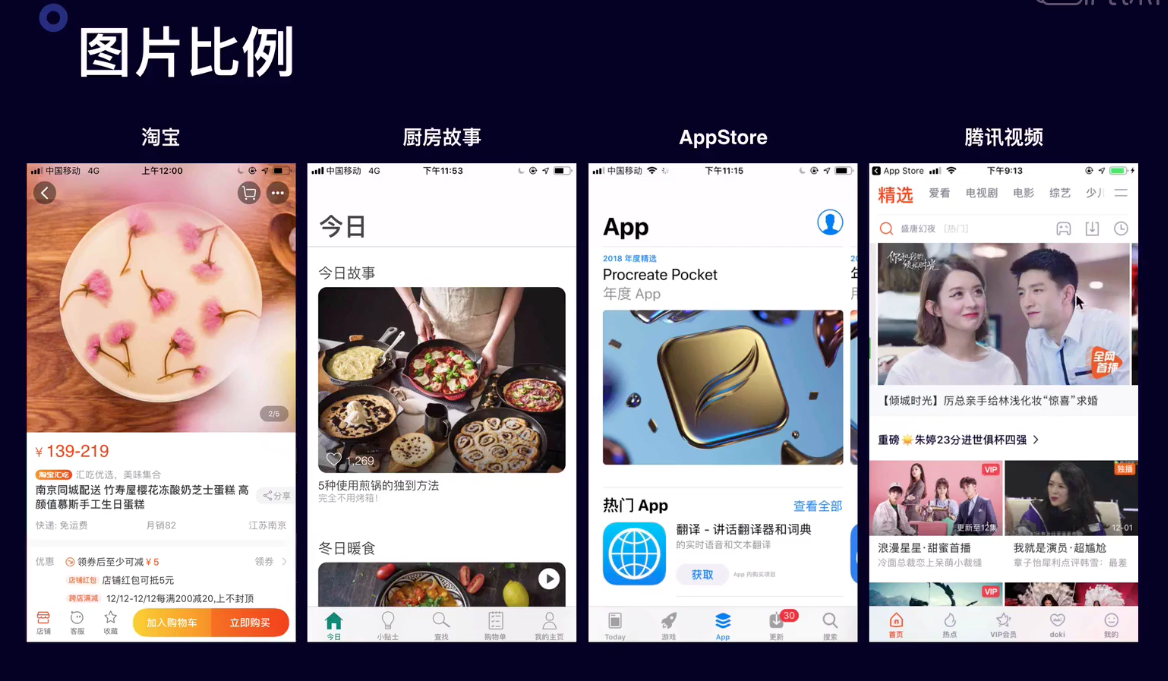 图片比例
淘宝
厨房故事
AppStore
腾讯视频
中国移动 4G 上午12:00
2/5
¥ 139-219
淘宝汇吃 汇吃优选,美味集合
南京同城配送 竹寿屋樱花冻酸奶芝士蛋糕 高
颜值慕斯手工生日蛋糕
分享
快递: 免运费 月销82 江苏南京
优惠 领券后至少可减 ¥ 5 领券
店铺红包 店铺红包可抵5元
跨店满减 12/12-12/12每满200减20,上不封顶
店铺 客服 收藏 加入购物车 立即购买
中国移动 4G 下午11:53
今日
今日故事
1,269
5种使用煎锅的独到方法
完全不用烤箱!
冬日暖食
今日 小贴士 查找 购物单 我的主页
中国移动 下午11:15
App
2018 年度精选
Procreate Pocket
年度 App
热门 App 查看全部
翻译 - 讲话翻译器和词典
的实时语音和文本翻译
获取 App 内购买项目
30
Today 游戏 App 更新 搜索
App Store 下午9:13
精选 爱看 电视剧 电影 综艺 少儿
盛唐幻夜 [热门]
全网
首播
【倾城时光】厉总亲手给林浅化妆“惊喜”求婚
重磅 朱婷23分进世俱杯四强
VIP 独播
更新至12集 12-01
浪漫星星·甜蜜首播 我就是演员·超尴尬
冷面总裁恋上呆萌小裁缝 章子怡犀利点评韩雪:最差
VIP
首页 热点 VIP会员 doki 我的